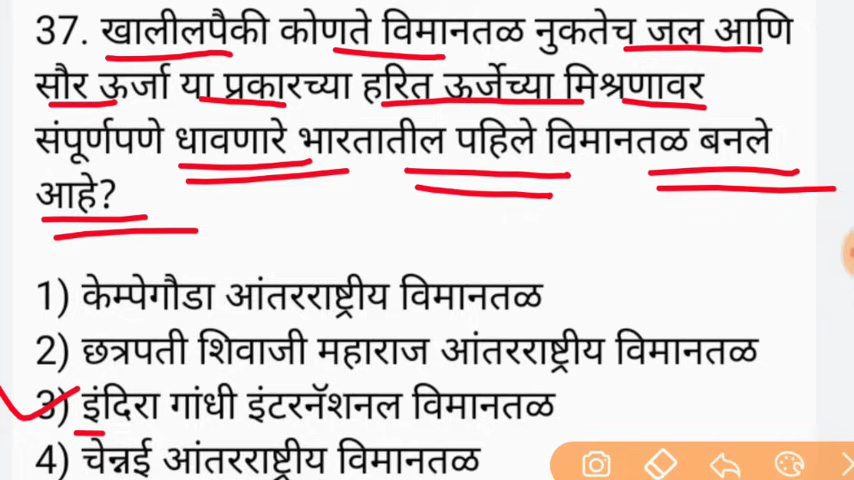 37. खालीलपैकी कोणते विमानतळ नुकतेच जल आणि
सौर ऊर्जा या प्रकारच्या हरित ऊर्जेच्या मिश्रणावर
संपूर्णपणे धावणारे भारतातील पहिले विमानतळ बनले
आहे?
1) केम्पेगौडा आंतरराष्ट्रीय विमानतळ
2) छत्रपती शिवाजी महाराज आंतरराष्ट्रीय विमानतळ
3) इंदिरा गांधी इंटरनॅशनल विमानतळ
4) चेन्नई आंतरराष्ट्रीय विमानतळ